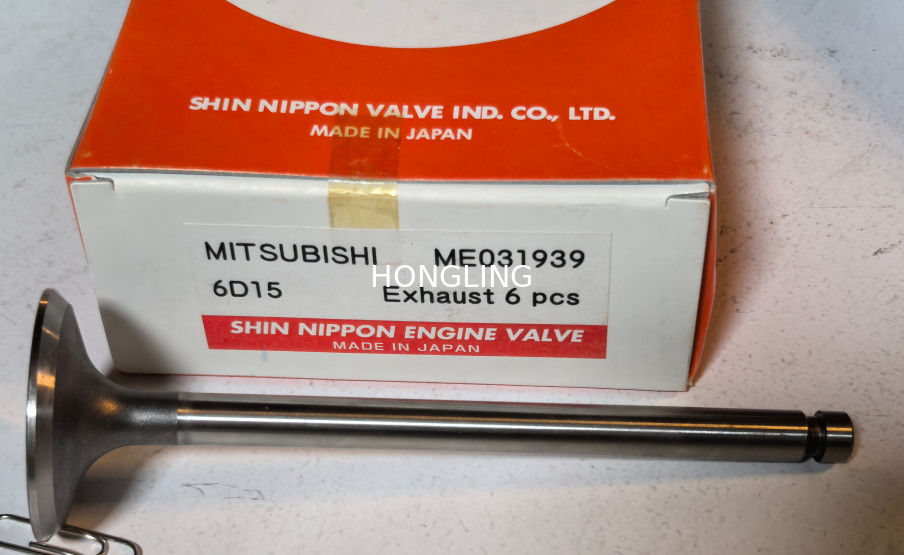 SHIN NIPPON VALVE IND. CO., LTD.
MADE IN JAPAN
MITSUBISHI ME031939
HONGLING
6D15 Exhaust 6 pcs
SHIN NIPPON ENGINE VALVE
MADE IN JAPAN